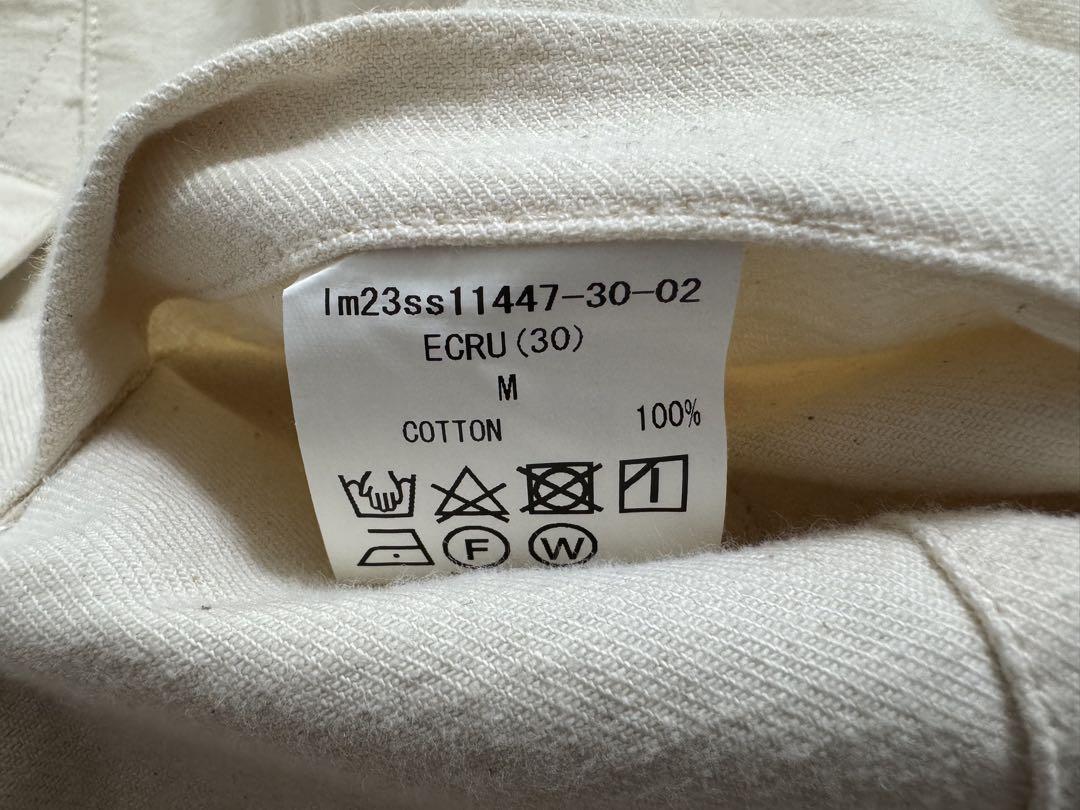 lm23ss11447-30-02
ECRU(30)
M
COTTON 100%
F W